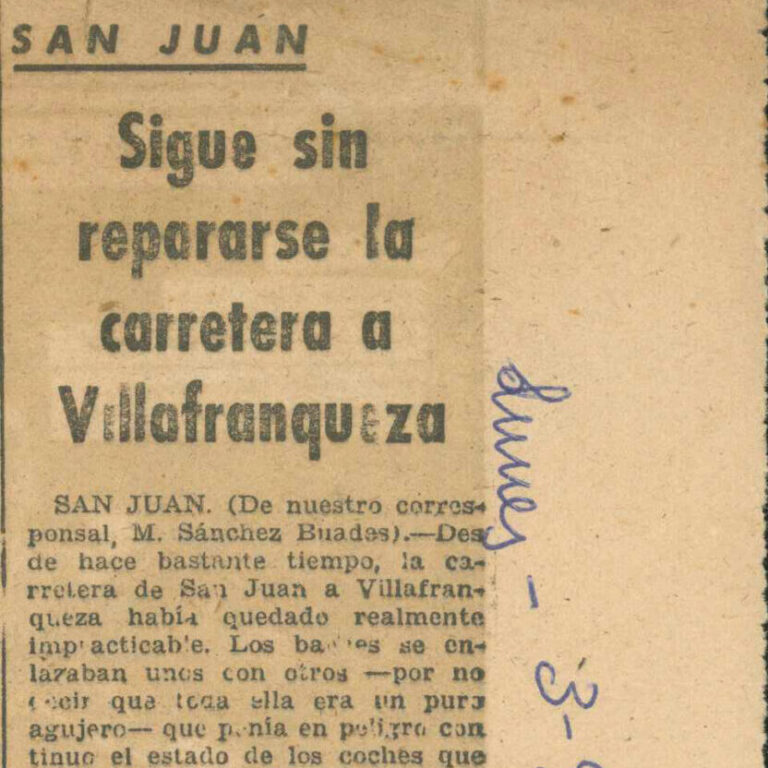 SAN JUAN
Sigue sin
repararse la
carretera a
Villafranqueza
SAN JUAN. (De nuestro corres-
ponsal, M. Sánchez Buades).—Des
de hace bastante tiempo, la ca-
rretera de San Juan a Villafran-
queza había quedado realmente
impracticable. Los baches se en-
lazaban unos con otros —por no
decir que toda ella era un puro
agujero— que ponía en peligro con
tinuo el estado de los coches que
Lunes - 3-